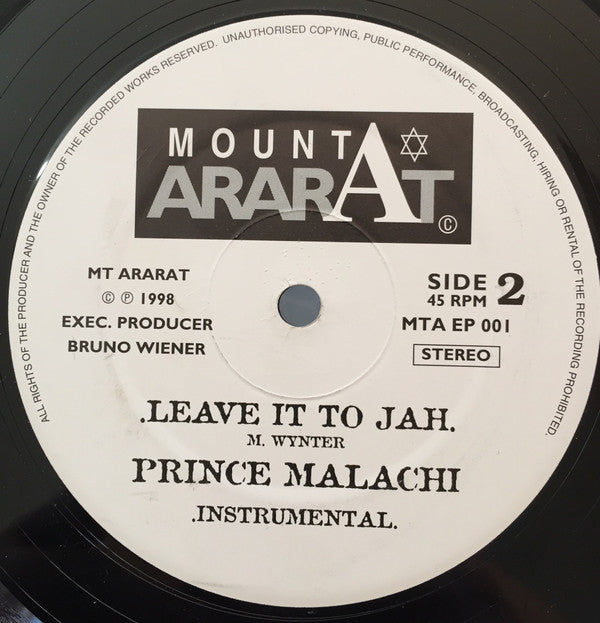 ALL RIGHTS OF THE PRODUCER AND THE OWNER OF THE RECORDED WORKS RESERVED. UNAUTHORISED COPYING, PUBLIC PERFORMANCE, BROADCASTING, HIRING OR RENTAL OF THE RECORDING PROHIBITED.
MOUNT
ARARAT ©
MT ARARAT
© ℗ 1998
EXEC. PRODUCER
BRUNO WIENER
SIDE 2
45 RPM
MTA EP 001
STEREO
.LEAVE IT TO JAH.
M. WYNTER
PRINCE MALACHI
.INSTRUMENTAL.